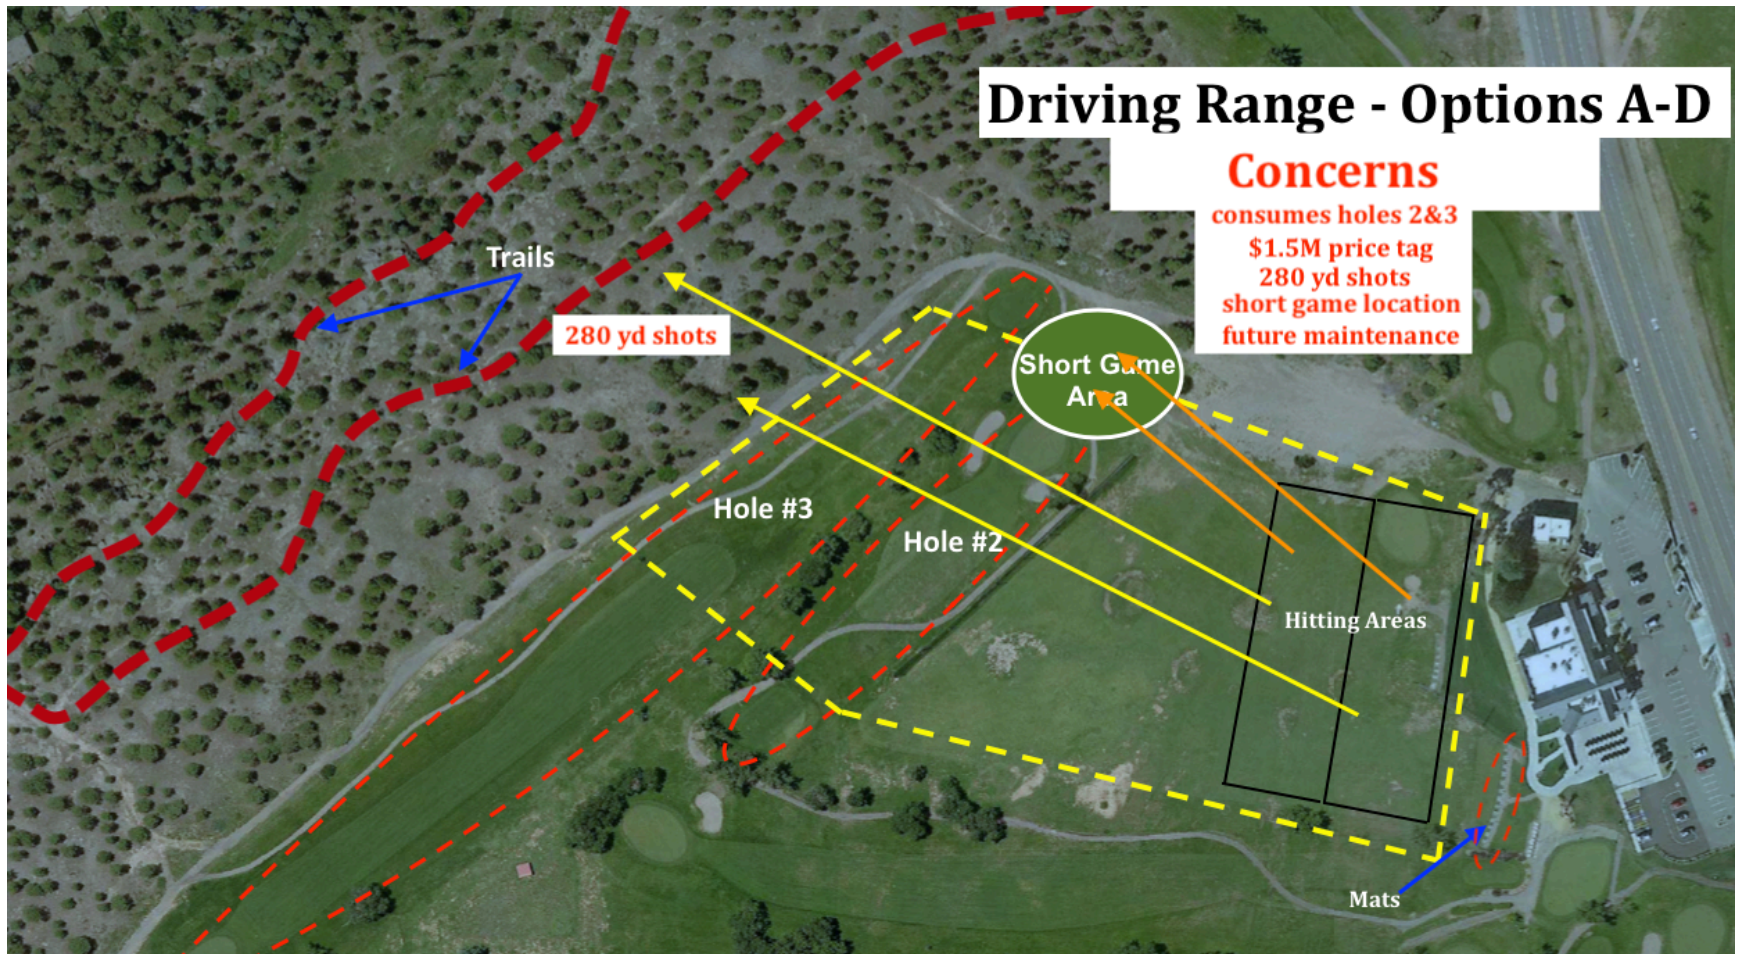 Driving Range - Options A-D
Concerns
consumes holes 2&3
$1.5M price tag
280 yd shots
short game location
future maintenance
Trails
280 yd shots
Short Game
Area
Hole #3
Hole #2
Hitting Areas
Mats